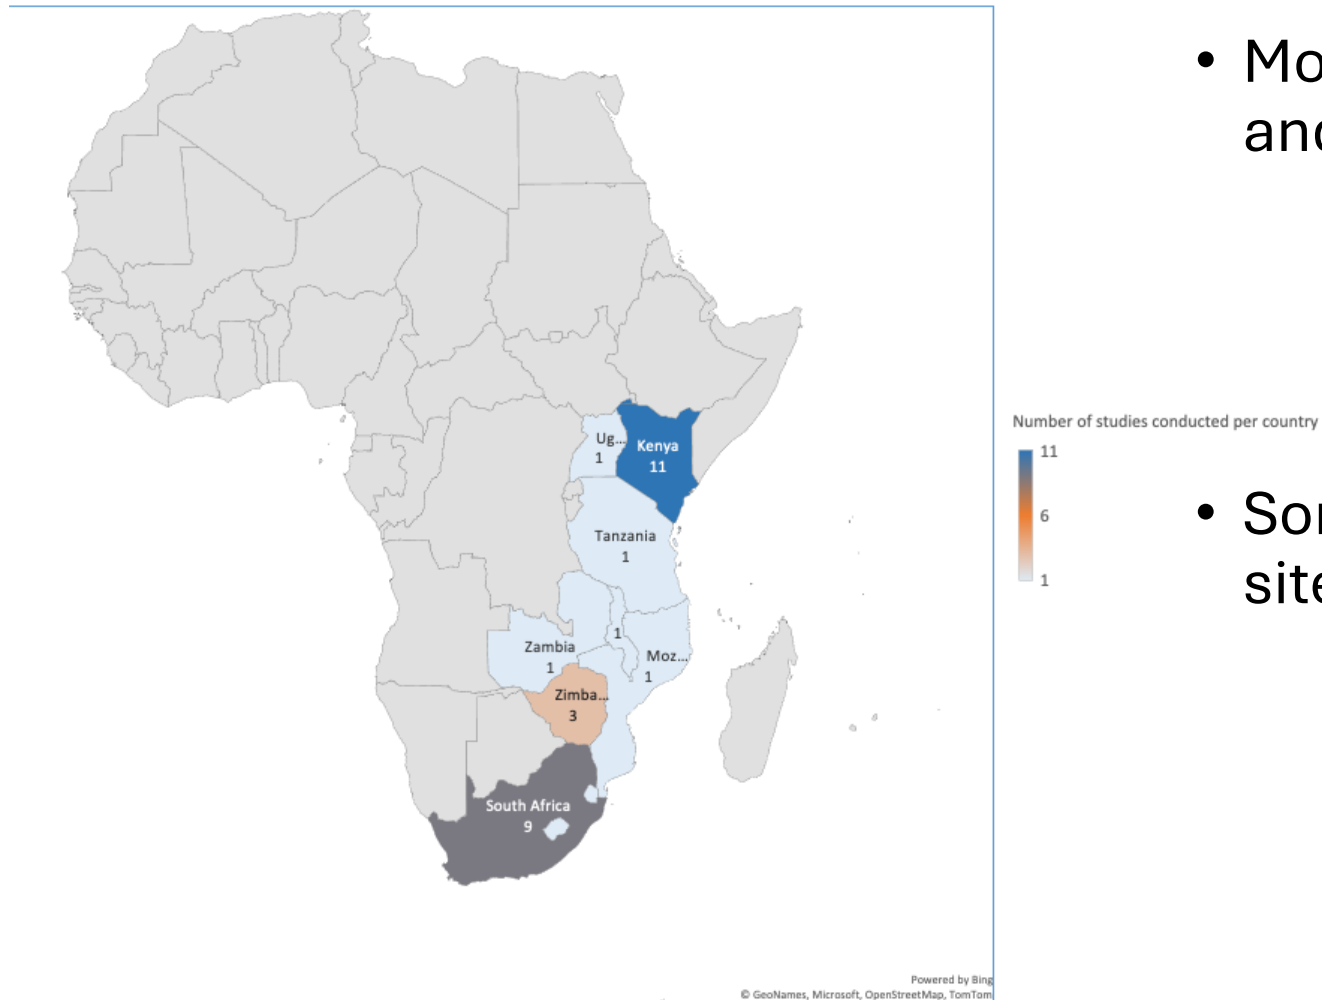 • Mo
and
Number of studies conducted per country
11
6
1
• So
site
Ug...
1
Kenya
11
Tanzania
1
Zambia
1
1
Moz...
1
Zimba...
3
South Africa
9
Powered by Bing
© GeoNames, Microsoft, OpenStreetMap, TomTom